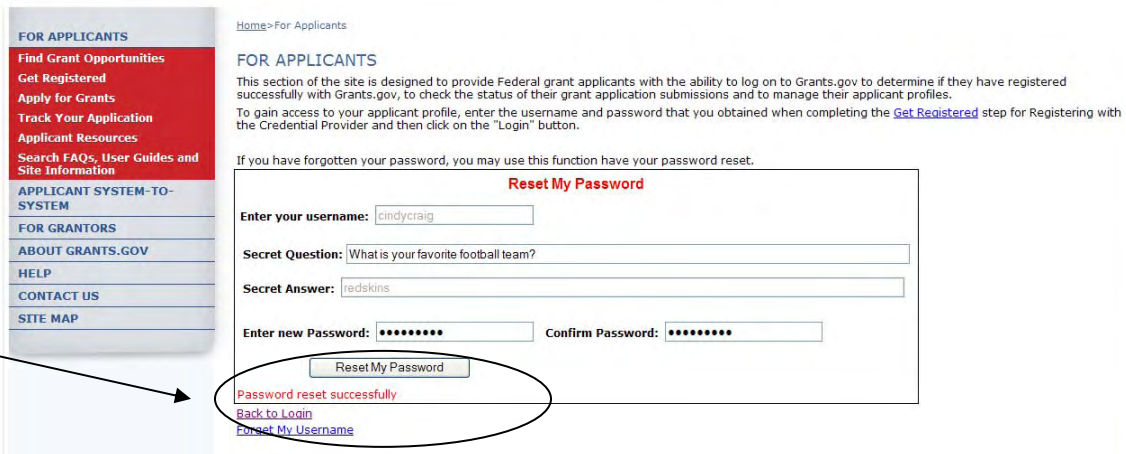 FOR APPLICANTS
Find Grant Opportunities
Get Registered
Apply for Grants
Track Your Application
Applicant Resources
Search FAQs, User Guides and
Site Information
APPLICANT SYSTEM-TO-
SYSTEM
FOR GRANTORS
ABOUT GRANTS.GOV
HELP
CONTACT US
SITE MAP
Home>For Applicants
FOR APPLICANTS
This section of the site is designed to provide Federal grant applicants with the ability to log on to Grants.gov to determine if they have registered
successfully with Grants.gov, to check the status of their grant application submissions and to manage their applicant profiles.
To gain access to your applicant profile, enter the username and password that you obtained when completing the Get Registered step for Registering with
the Credential Provider and then click on the "Login" button.
If you have forgotten your password, you may use this function have your password reset.
Reset My Password
Enter your username: cindycraig
Secret Question: What is your favorite football team?
Secret Answer: redskins
Enter new Password: ••••••••• Confirm Password: •••••••••
Reset My Password
Password reset successfully
Back to Login
Forget My Username